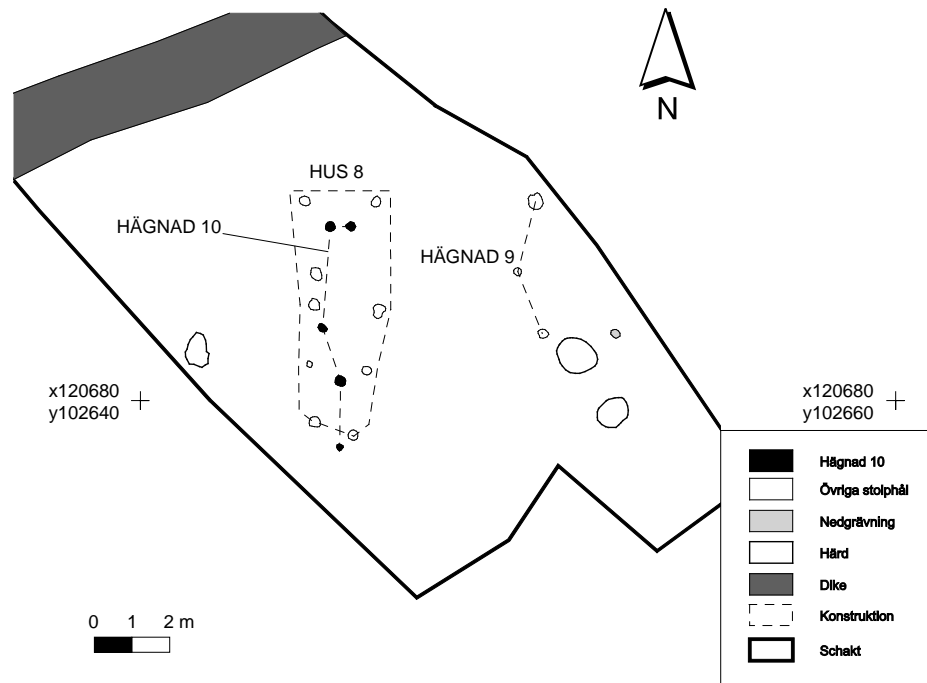 N
HUS 8
HÄGNAD 10
HÄGNAD 9
x120680
y102640
x120680
y102660
Hägnad 10
Övriga stolphål
Nedgrävning
Härd
Dike
Konstruktion
Schakt
0 1 2 m